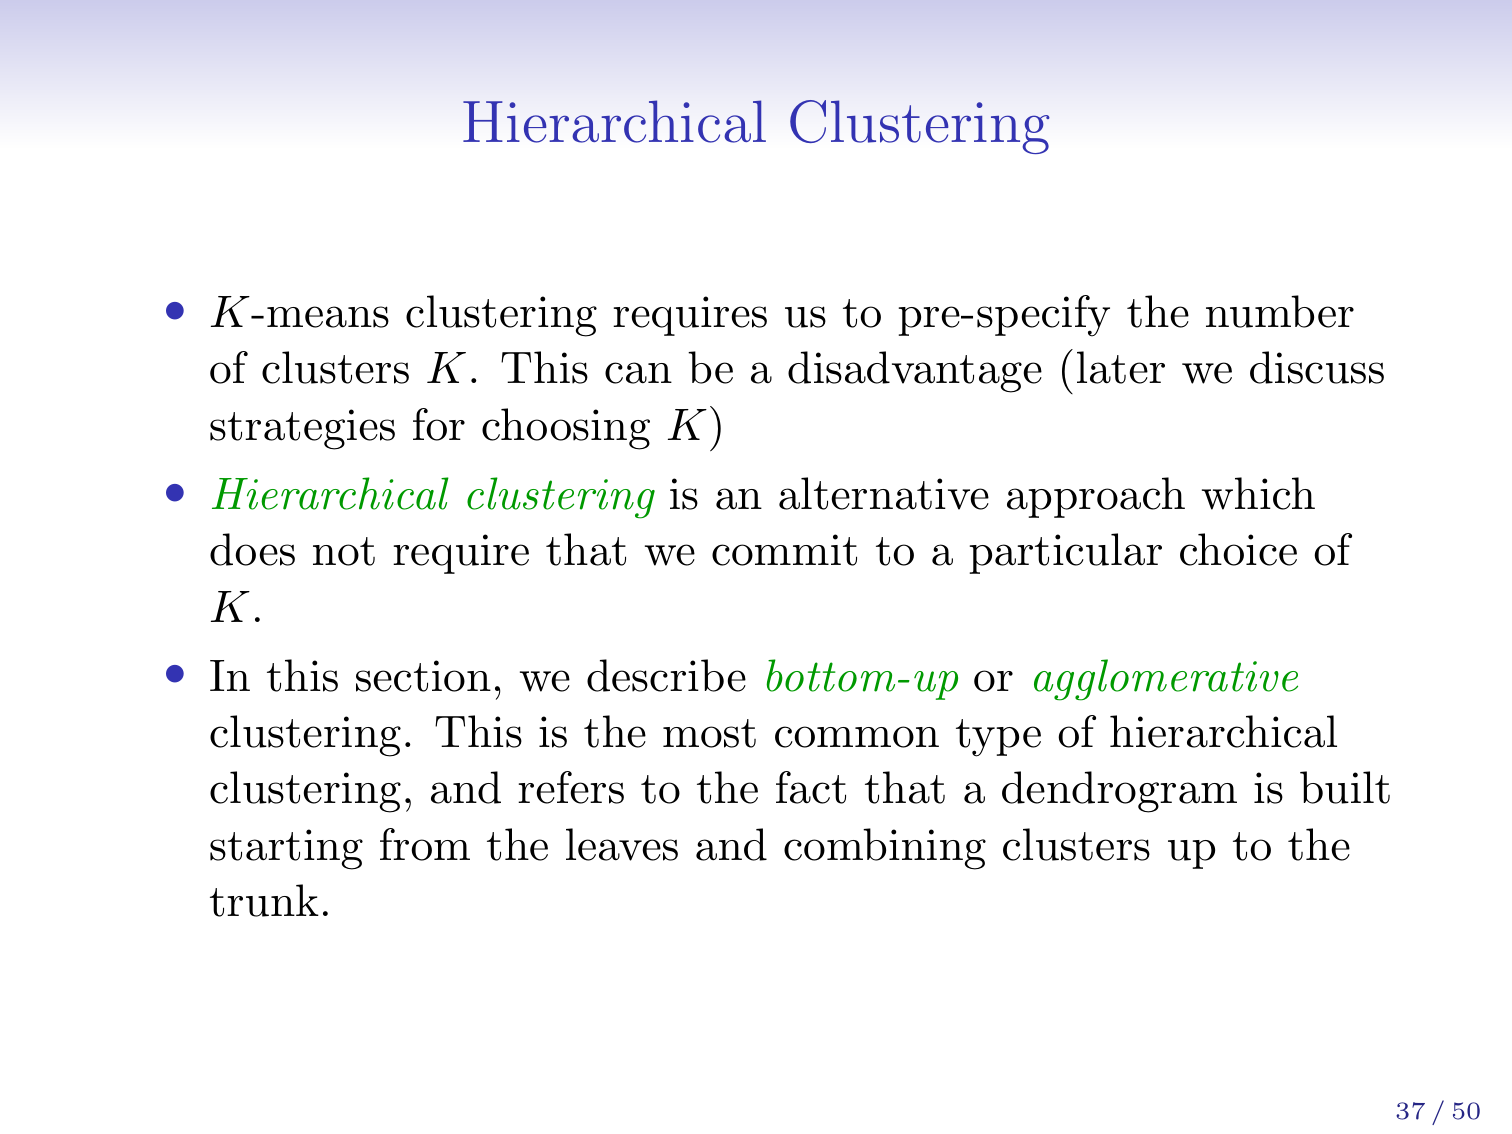 Hierarchical Clustering
• K-means clustering requires us to pre-specify the number
of clusters K. This can be a disadvantage (later we discuss
strategies for choosing K)
• Hierarchical clustering is an alternative approach which
does not require that we commit to a particular choice of
K.
• In this section, we describe bottom-up or agglomerative
clustering. This is the most common type of hierarchical
clustering, and refers to the fact that a dendrogram is built
starting from the leaves and combining clusters up to the
trunk.
37 / 50